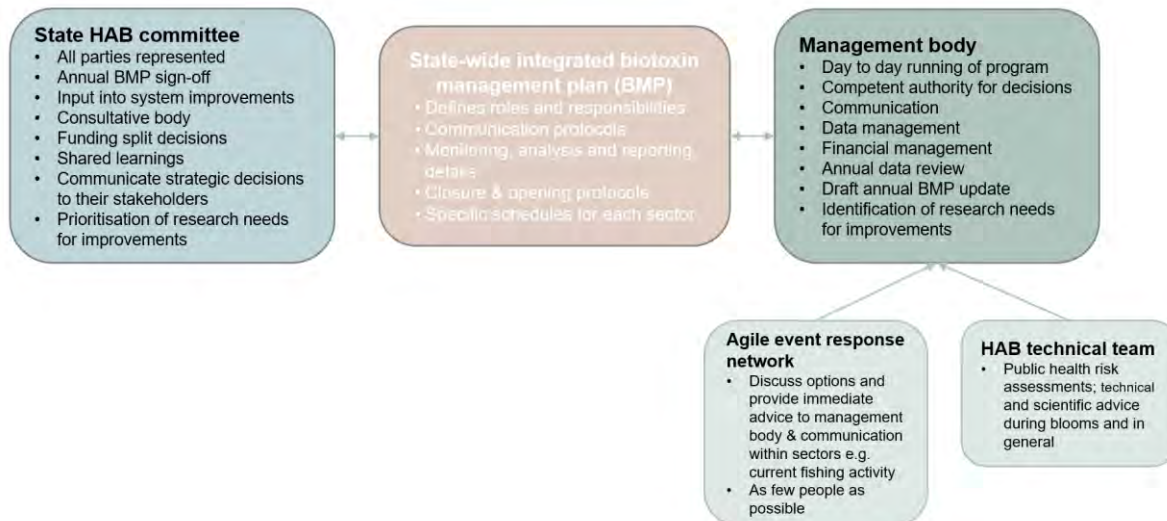 State HAB committee
• All parties represented
• Annual BMP sign-off
• Input into system improvements
• Consultative body
• Funding split decisions
• Shared learnings
• Communicate strategic decisions
to their stakeholders
• Prioritisation of research needs
for improvements
State-wide integrated biotoxin
management plan (BMP)
• Defines roles and responsibilities
• Communication protocols
• Monitoring, analysis and reporting
details
• Closure & opening protocols
• Specific schedules for each sector
Management body
• Day to day running of program
• Competent authority for decisions
• Communication
• Data management
• Financial management
• Annual data review
• Draft annual BMP update
• Identification of research needs
for improvements
Agile event response
network
• Discuss options and
provide immediate
advice to management
body & communication
within sectors e.g.
current fishing activity
• As few people as
possible
HAB technical team
• Public health risk
assessments; technical
and scientific advice
during blooms and in
general